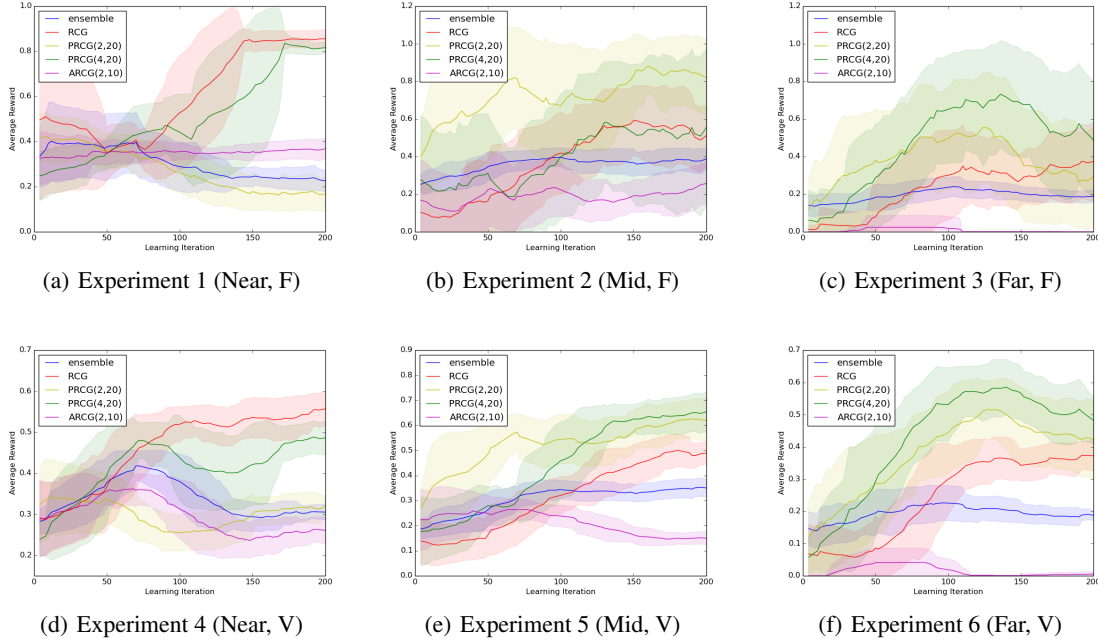 1.0
0.8
0.6
0.4
0.2
0.0
Average Reward
ensemble
RCG
PRCG(2,20)
PRCG(4,20)
ARCG(2,10)
0 50 100 150 200
Learning Iteration
(a) Experiment 1 (Near, F)
1.2
1.0
0.8
0.6
0.4
0.2
0.0
Average Reward
ensemble
RCG
PRCG(2,20)
PRCG(4,20)
ARCG(2,10)
0 50 100 150 200
Learning Iteration
(b) Experiment 2 (Mid, F)
1.2
1.0
0.8
0.6
0.4
0.2
0.0
Average Reward
ensemble
RCG
PRCG(2,20)
PRCG(4,20)
ARCG(2,10)
0 50 100 150 200
Learning Iteration
(c) Experiment 3 (Far, F)
0.7
0.6
0.5
0.4
0.3
0.2
Average Reward
ensemble
RCG
PRCG(2,20)
PRCG(4,20)
ARCG(2,10)
0 50 100 150 200
Learning Iteration
(d) Experiment 4 (Near, V)
0.9
0.8
0.7
0.6
0.5
0.4
0.3
0.2
0.1
0.0
Average Reward
ensemble
RCG
PRCG(2,20)
PRCG(4,20)
ARCG(2,10)
0 50 100 150 200
Learning Iteration
(e) Experiment 5 (Mid, V)
0.7
0.6
0.5
0.4
0.3
0.2
0.1
0.0
Average Reward
ensemble
RCG
PRCG(2,20)
PRCG(4,20)
ARCG(2,10)
0 50 100 150 200
Learning Iteration
(f) Experiment 6 (Far, V)